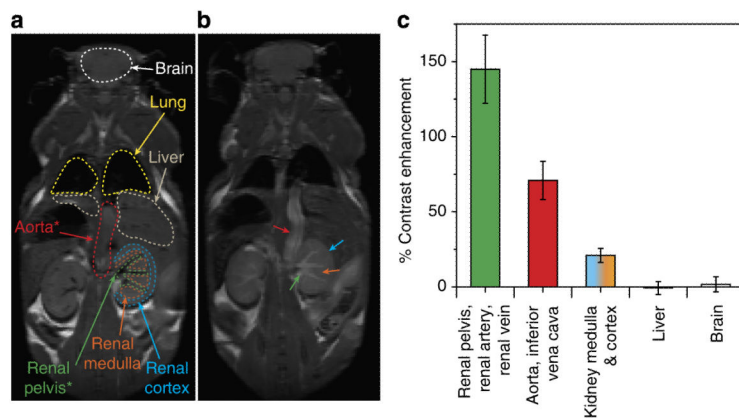 a
Brain
Lung
Liver
Aorta*
Renal
medulla
Renal
pelvis*
Renal
cortex
b
c
% Contrast enhancement
150
100
50
0
Renal pelvis,
renal artery,
renal vein
Aorta, inferior
vena cava
Kidney medulla
& cortex
Liver
Brain